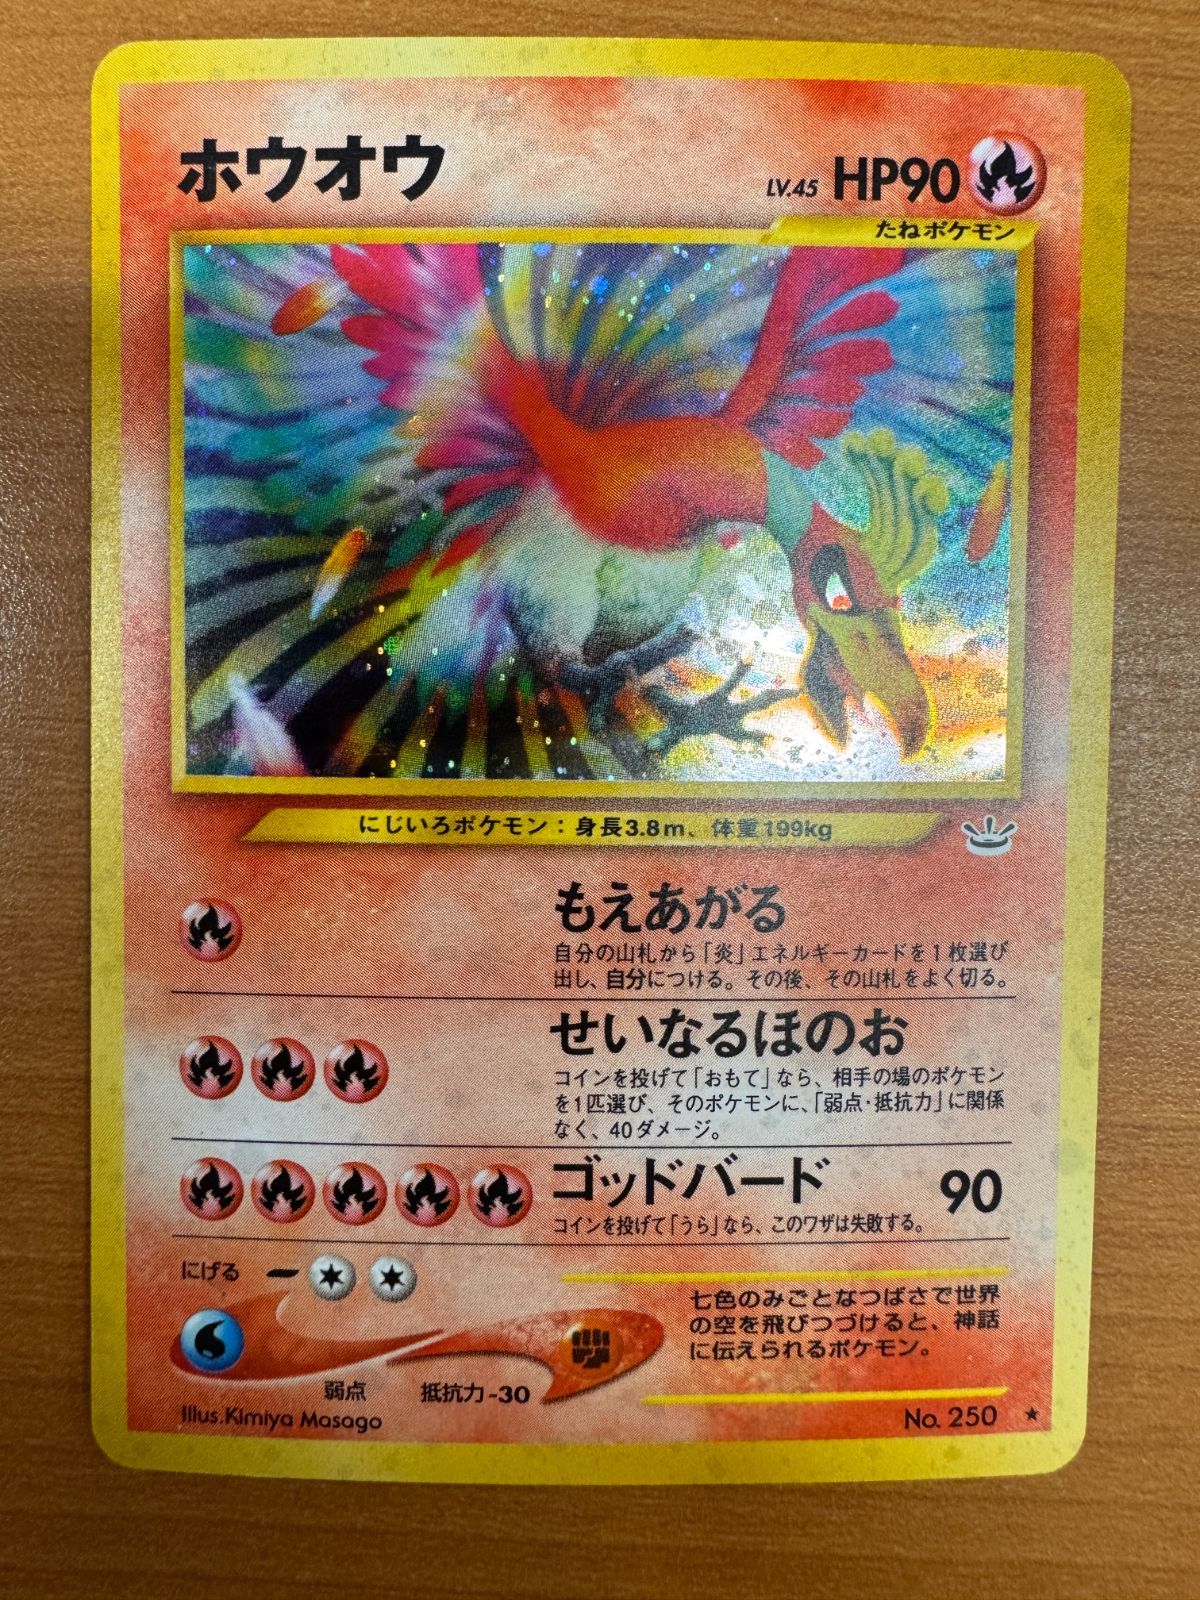 ホウオウ
LV.45 HP90
たねポケモン
にじいろポケモン：身長3.8m、体重199kg
もえあがる
自分の山札から「炎」エネルギーカードを1枚選び
出し、自分につける。その後、その山札をよく切る。
せいなるほのお
コインを投げて「おもて」なら、相手の場のポケモン
を1匹選び、そのポケモンに、「弱点・抵抗力」に関係
なく、40ダメージ。
ゴッドバード 90
コインを投げて「うら」なら、このワザは失敗する。
にげる
七色のみごとなつばさで世界
の空を飛びつづけると、神話
に伝えられるポケモン。
弱点 抵抗力-30
Illus.Kimiya Masago
No. 250 ★